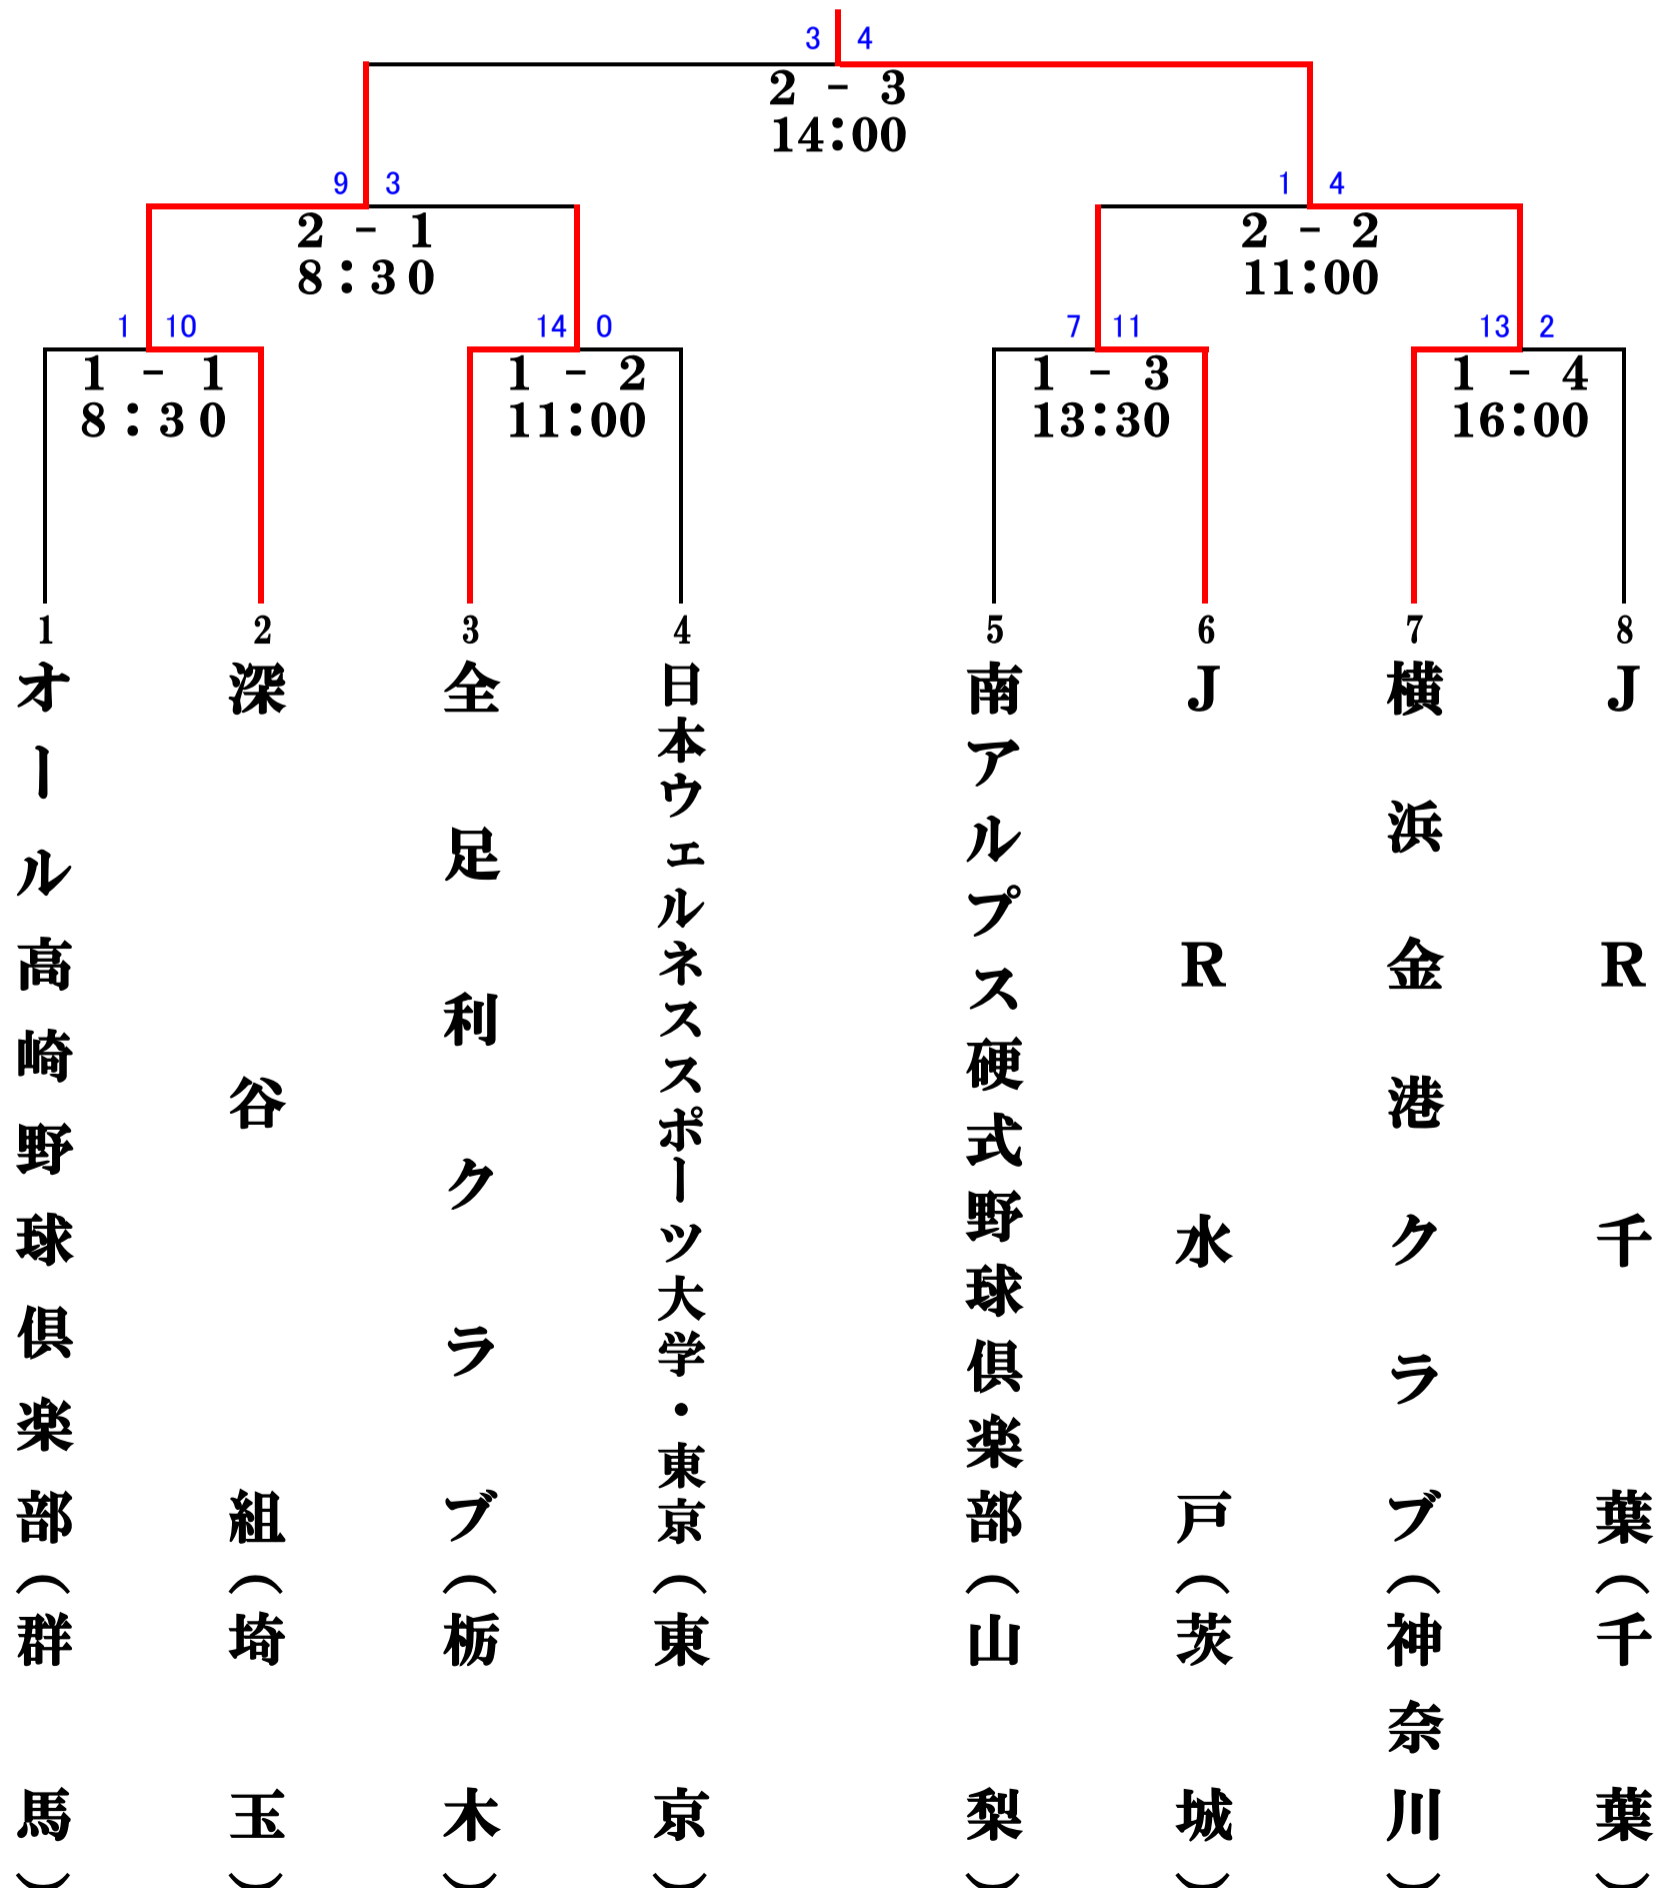 3 4
2 - 3
14:00
9 3
1 4
2 - 1
8:30
2 - 2
11:00
1 10
14 0
7 11
13 2
1 - 1
8:30
1 - 2
11:00
1 - 3
13:30
1 - 4
16:00
1
オール高崎野球倶楽部(群馬)
2
深谷組(埼玉)
3
全足利クラブ(栃木)
4
日本ウェルネススポーツ大学・東京(東京)
5
南アルプス硬式野球倶楽部(山梨)
6
JR水戸(茨城)
7
横浜金港クラブ(神奈川)
8
JR千葉(千葉)